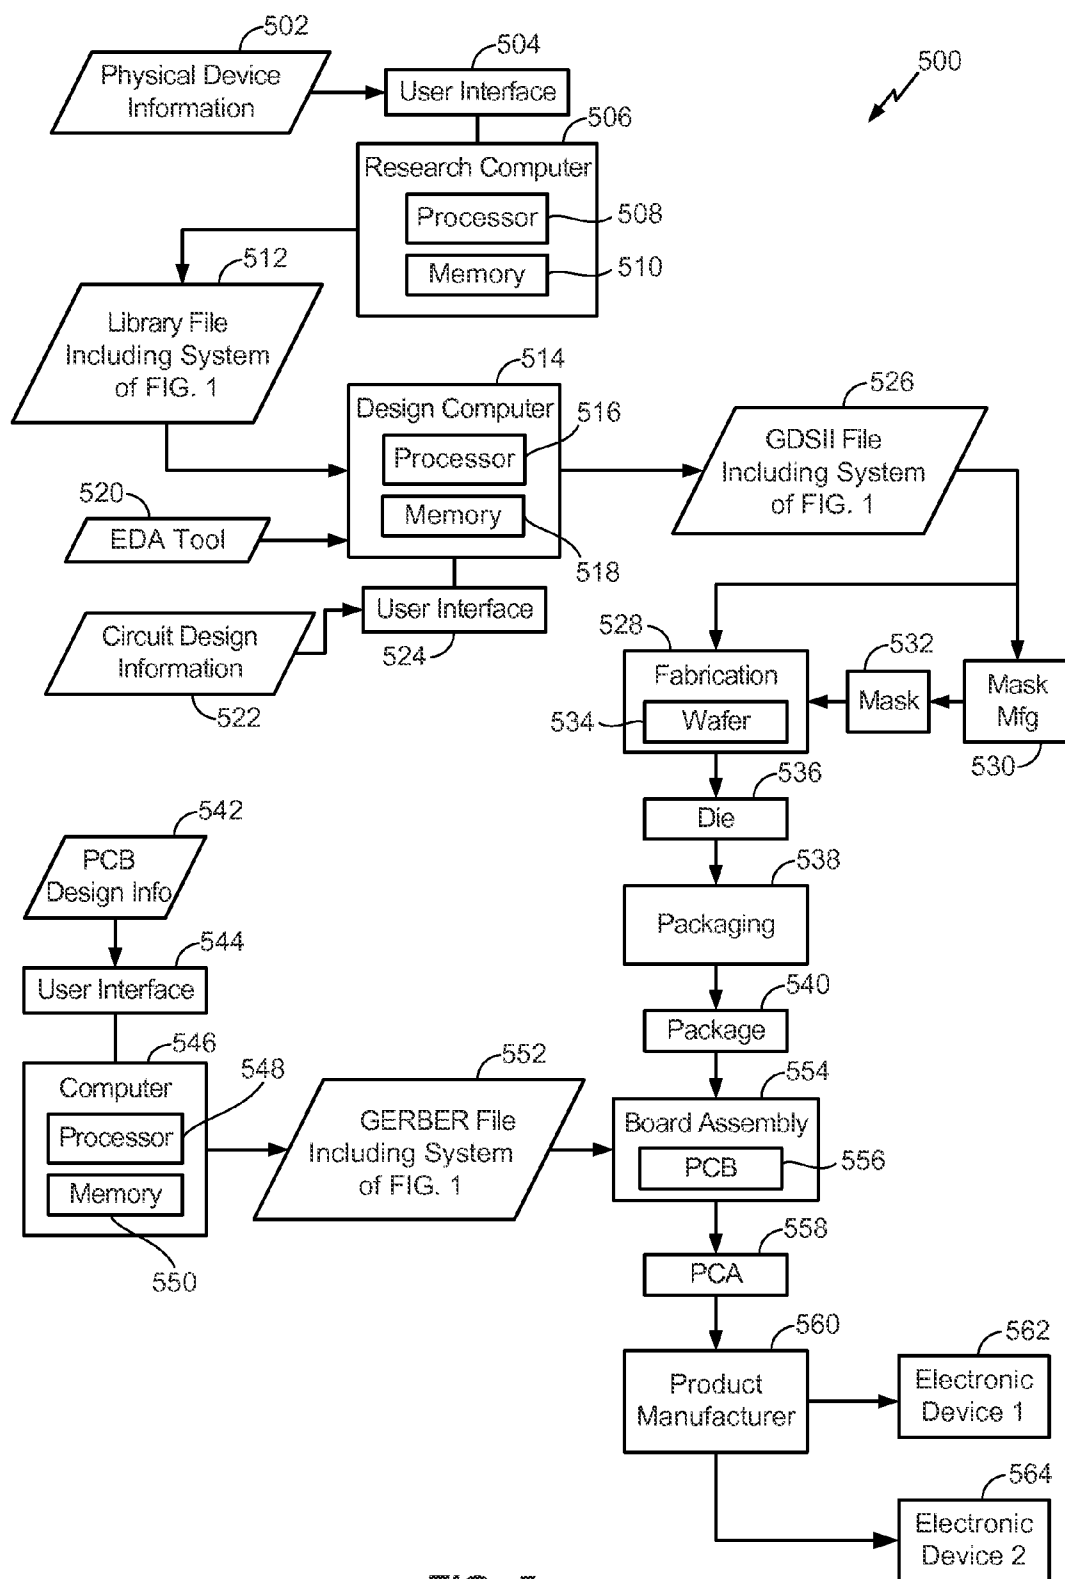 502
Physical Device
Information
504
User Interface
500
506
Research Computer
Processor
508
Memory
510
512
Library File
Including System
of FIG. 1
514
Design Computer
516
Processor
Memory
518
520
EDA Tool
526
GDSII File
Including System
of FIG. 1
Circuit Design
Information
522
User Interface
524
528
Fabrication
534
Wafer
532
Mask
Mask
Mfg
530
536
Die
538
Packaging
540
Package
542
PCB
Design Info
544
User Interface
546
Computer
548
Processor
Memory
550
552
GERBER File
Including System
of FIG. 1
554
Board Assembly
PCB
556
558
PCA
560
Product
Manufacturer
562
Electronic
Device 1
564
Electronic
Device 2